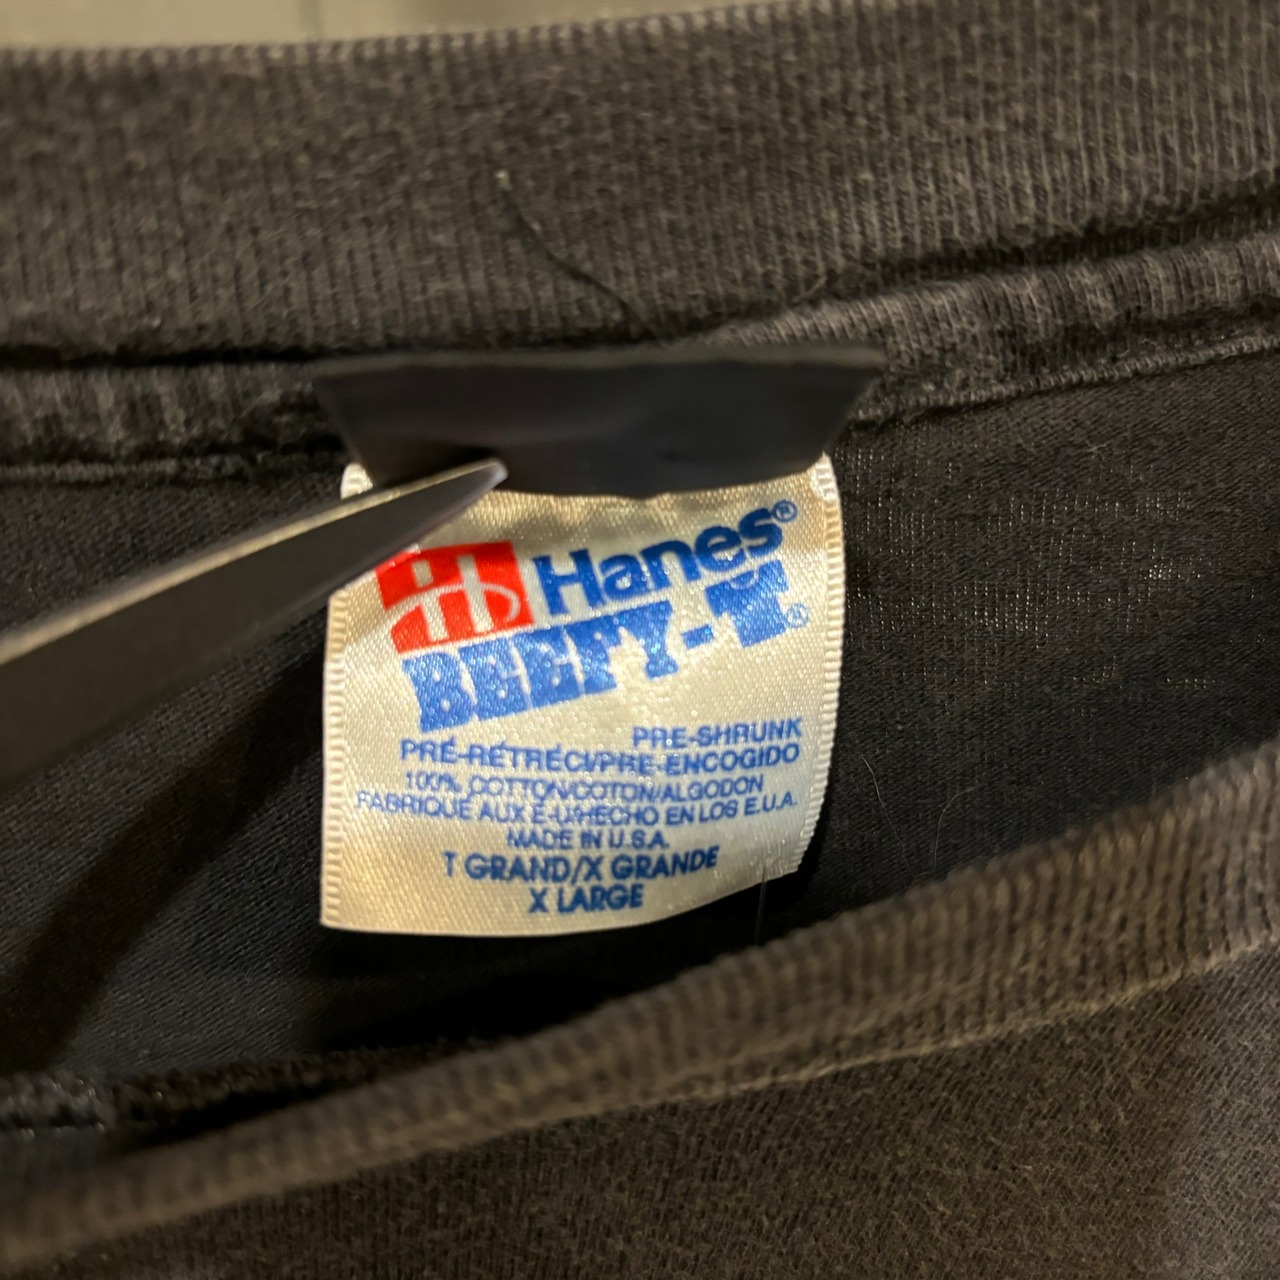 Hanes®
BEEFY-T®
PRE-SHRUNK
PRÉ-RÉTRÉCI/PRE-ENCOGIDO
100% COTTON/COTON/ALGODON
FABRIQUE AUX E-U/HECHO EN LOS E.U.A.
MADE IN U.S.A.
T GRAND/X GRANDE
X LARGE